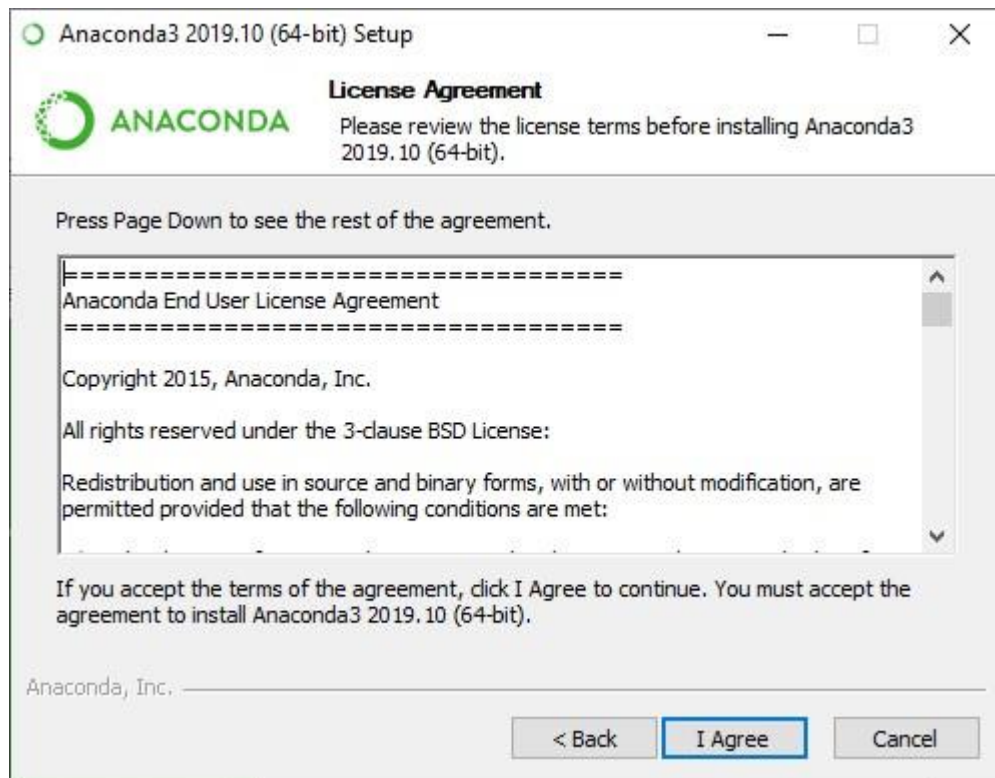 Anaconda3 2019.10 (64-bit) Setup
ANACONDA
License Agreement
Please review the license terms before installing Anaconda3
2019.10 (64-bit).
Press Page Down to see the rest of the agreement.
===================================
Anaconda End User License Agreement
===================================
Copyright 2015, Anaconda, Inc.
All rights reserved under the 3-clause BSD License:
Redistribution and use in source and binary forms, with or without modification, are
permitted provided that the following conditions are met:
If you accept the terms of the agreement, click I Agree to continue. You must accept the
agreement to install Anaconda3 2019.10 (64-bit).
Anaconda, Inc.
< Back
I Agree
Cancel